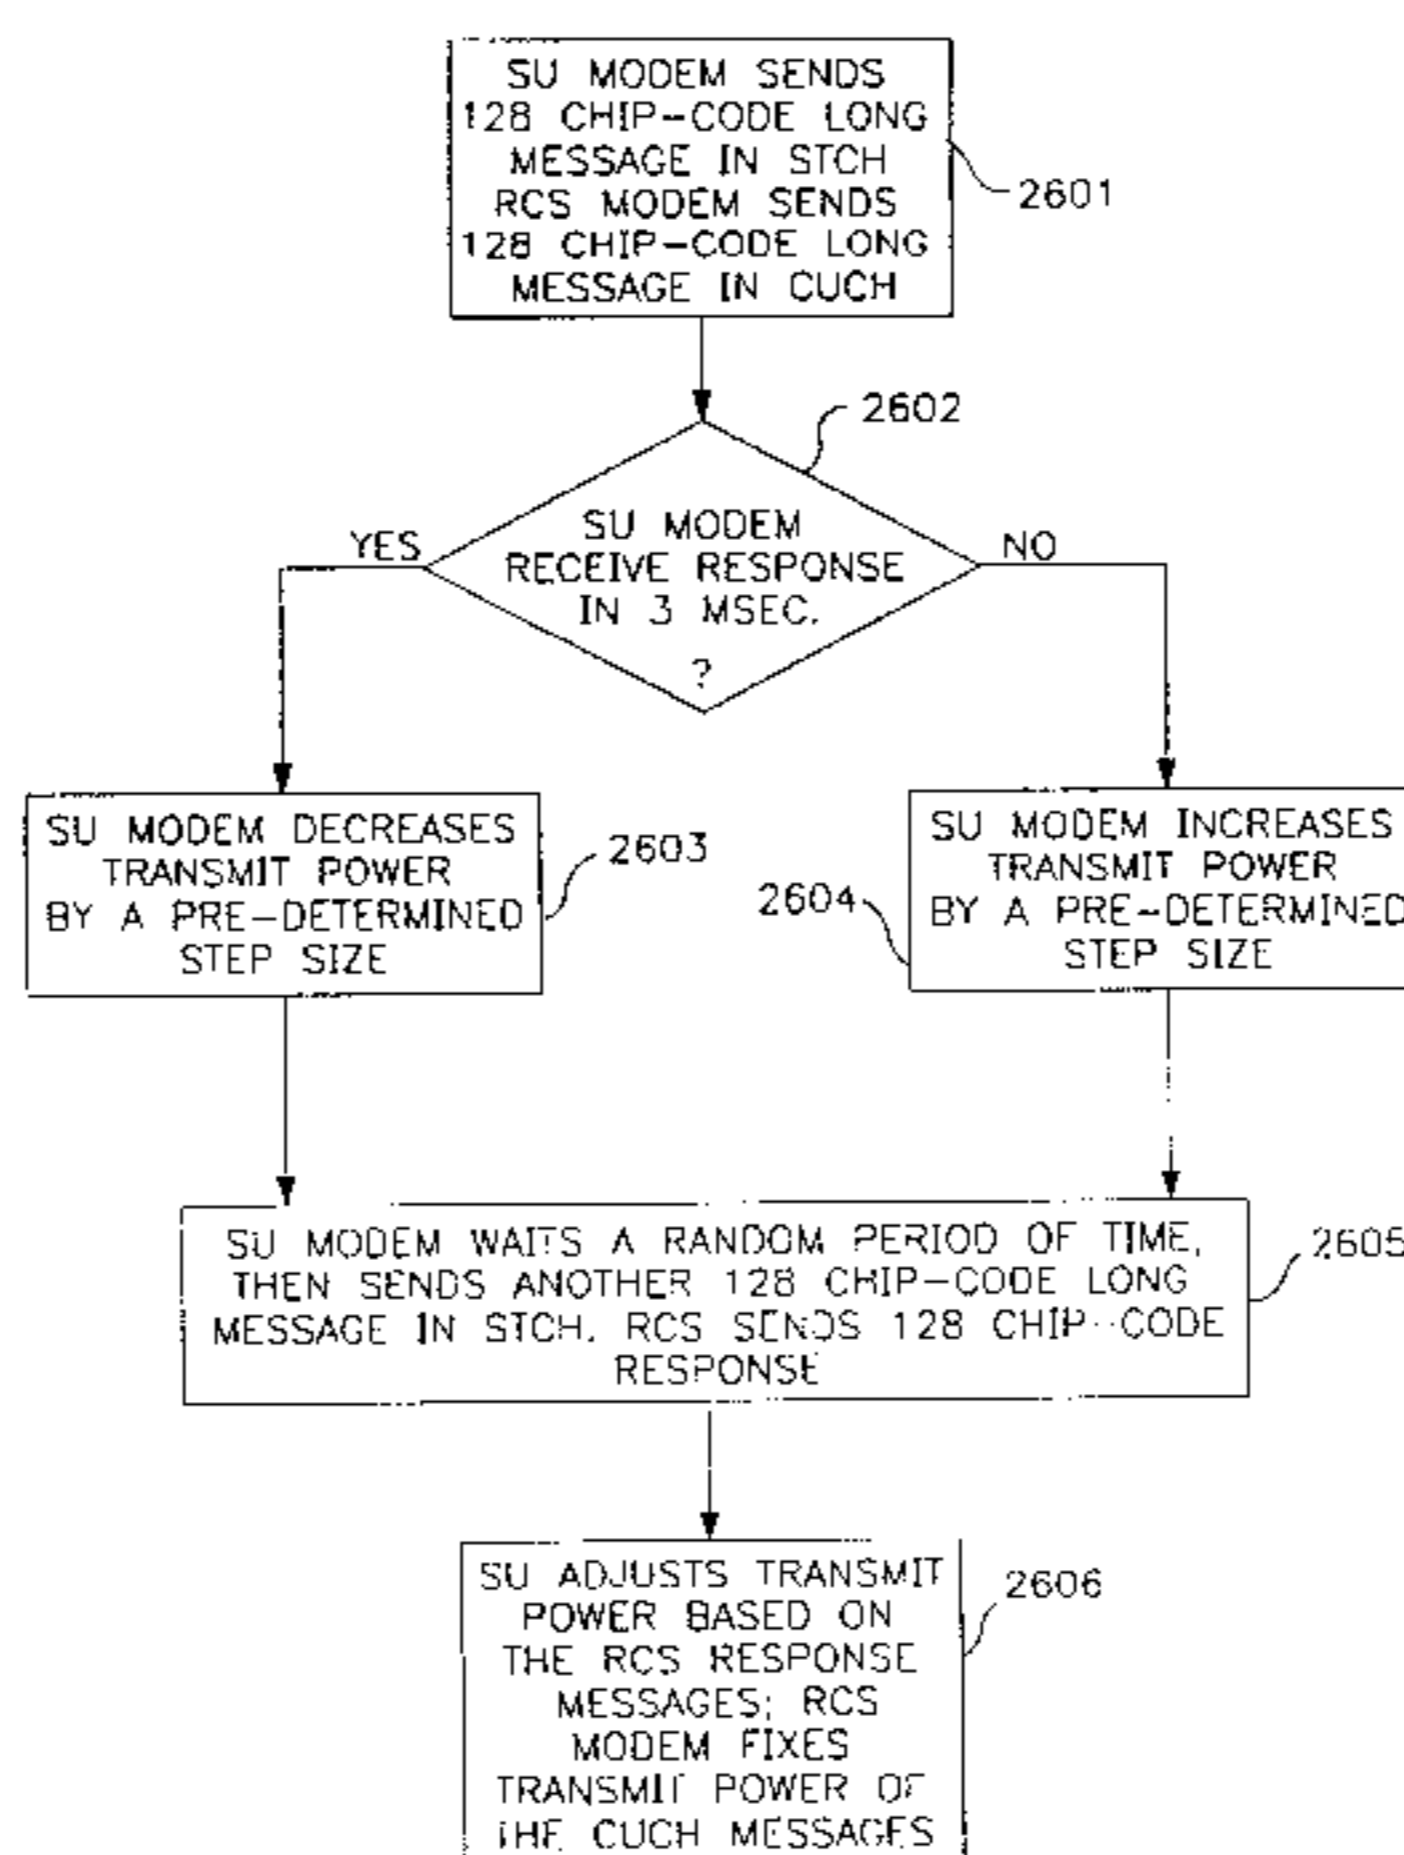 SU MODEM SENDS
128 CHIP-CODE LONG
MESSAGE IN STCH
RCS MODEM SENDS
128 CHIP-CODE LONG
MESSAGE IN CUCH
2601
2602
SU MODEM
RECEIVE RESPONSE
IN 3 MSEC.
?
YES
NO
SU MODEM DECREASES
TRANSMIT POWER
BY A PRE-DETERMINED
STEP SIZE
2603
SU MODEM INCREASES
TRANSMIT POWER
BY A PRE-DETERMINED
STEP SIZE
2604
SU MODEM WAITS A RANDOM PERIOD OF TIME,
THEN SENDS ANOTHER 128 CHIP-CODE LONG
MESSAGE IN STCH. RCS SENDS 128 CHIP-CODE
RESPONSE
2605
SU ADJUSTS TRANSMIT
POWER BASED ON
THE RCS RESPONSE
MESSAGES; RCS
MODEM FIXES
TRANSMIT POWER OF
THE CUCH MESSAGES
2606